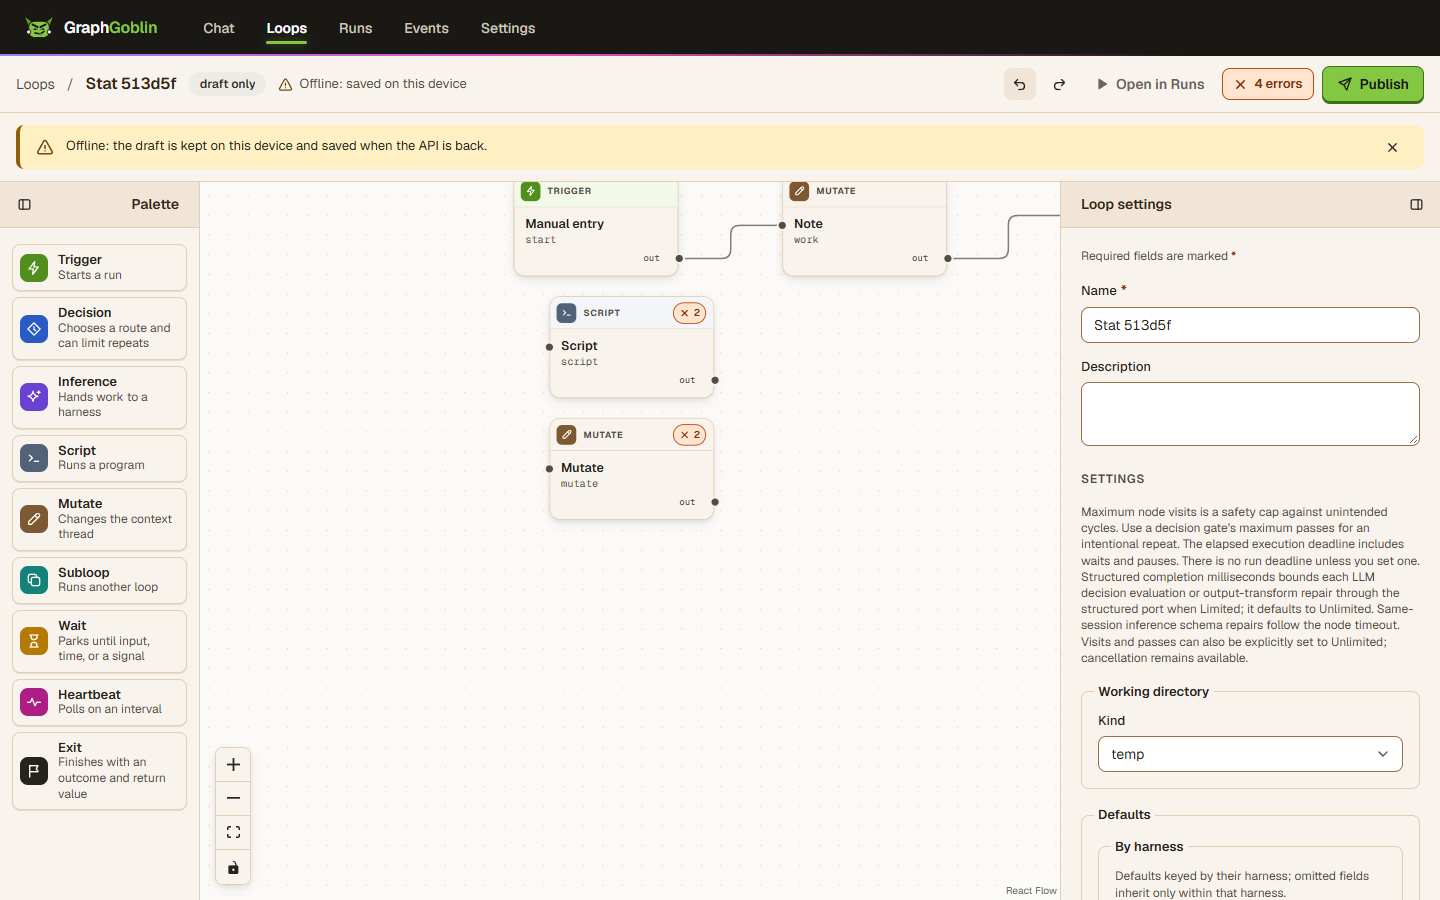 GraphGoblin
Chat
Loops
Runs
Events
Settings
Loops / Stat 513d5f
draft only
Offline: saved on this device
Open in Runs
4 errors
Publish
Offline: the draft is kept on this device and saved when the API is back.
Palette
Trigger
Starts a run
Decision
Chooses a route and
can limit repeats
Inference
Hands work to a
harness
Script
Runs a program
Mutate
Changes the context
thread
Subloop
Runs another loop
Wait
Parks until input,
time, or a signal
Heartbeat
Polls on an interval
Exit
Finishes with an
outcome and return
value
TRIGGER
Manual entry
start
out
MUTATE
Note
work
out
SCRIPT
2
Script
script
out
MUTATE
2
Mutate
mutate
out
React Flow
Loop settings
Required fields are marked *
Name *
Stat 513d5f
Description
SETTINGS
Maximum node visits is a safety cap against unintended
cycles. Use a decision gate's maximum passes for an
intentional repeat. The elapsed execution deadline includes
waits and pauses. There is no run deadline unless you set one.
Structured completion milliseconds bounds each LLM
decision evaluation or output-transform repair through the
structured port when Limited; it defaults to Unlimited. Same-
session inference schema repairs follow the node timeout.
Visits and passes can also be explicitly set to Unlimited;
cancellation remains available.
Working directory
Kind
temp
Defaults
By harness
Defaults keyed by their harness; omitted fields
inherit only within that harness.